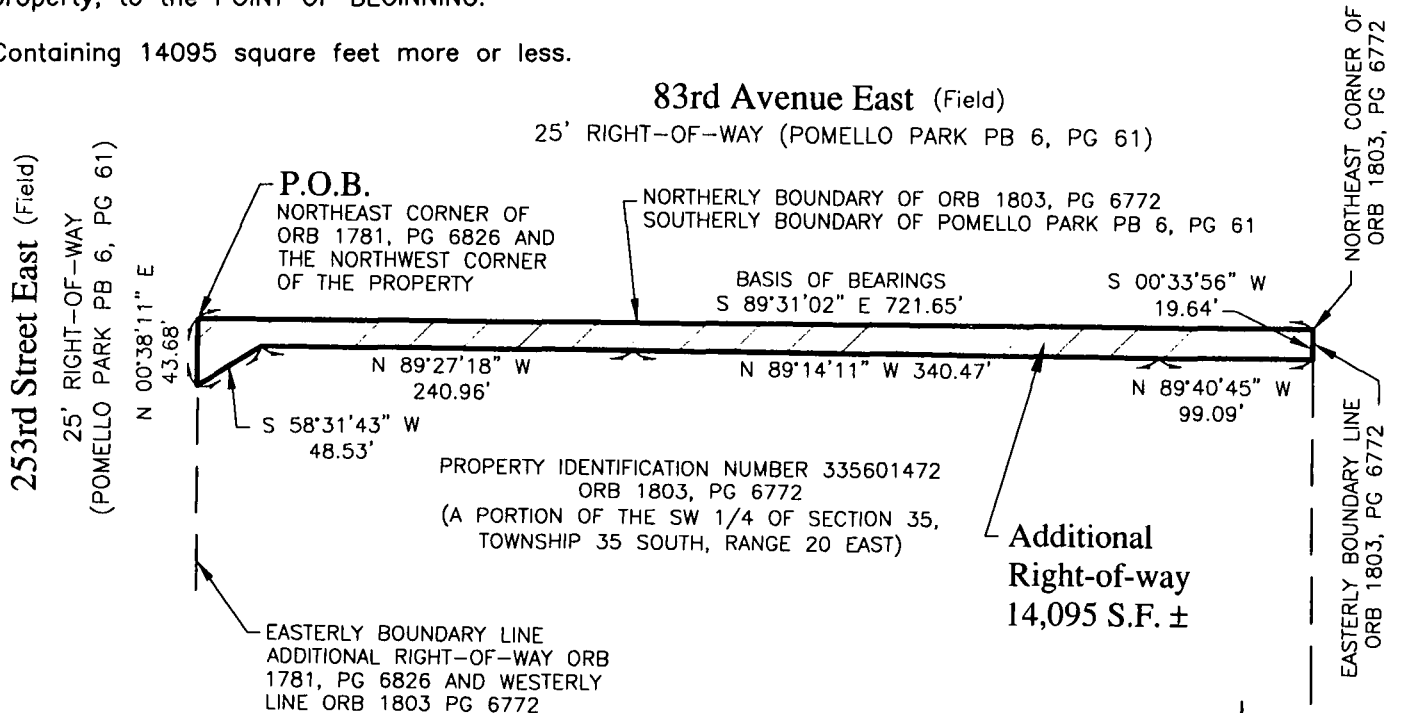 property, to the POINT OF BEGINNING.
Containing 14095 square feet more or less.
83rd Avenue East (Field)
25' RIGHT-OF-WAY (POMELLO PARK PB 6, PG 61)
253rd Street East (Field)
25' RIGHT-OF-WAY
(POMELLO PARK PB 6, PG 61)
N 00°38'11" E
43.68'
P.O.B.
NORTHEAST CORNER OF
ORB 1781, PG 6826 AND
THE NORTHWEST CORNER
OF THE PROPERTY
NORTHERLY BOUNDARY OF ORB 1803, PG 6772
SOUTHERLY BOUNDARY OF POMELLO PARK PB 6, PG 61
BASIS OF BEARINGS
S 89°31'02" E 721.65'
S 00°33'56" W
19.64'
NORTHEAST CORNER OF
ORB 1803, PG 6772
N 89°27'18" W
240.96'
N 89°14'11" W 340.47'
N 89°40'45" W
99.09'
S 58°31'43" W
48.53'
PROPERTY IDENTIFICATION NUMBER 335601472
ORB 1803, PG 6772
(A PORTION OF THE SW 1/4 OF SECTION 35,
TOWNSHIP 35 SOUTH, RANGE 20 EAST)
Additional
Right-of-way
14,095 S.F. ±
EASTERLY BOUNDARY LINE
ORB 1803, PG 6772
EASTERLY BOUNDARY LINE
ADDITIONAL RIGHT-OF-WAY ORB
1781, PG 6826 AND WESTERLY
LINE ORB 1803 PG 6772